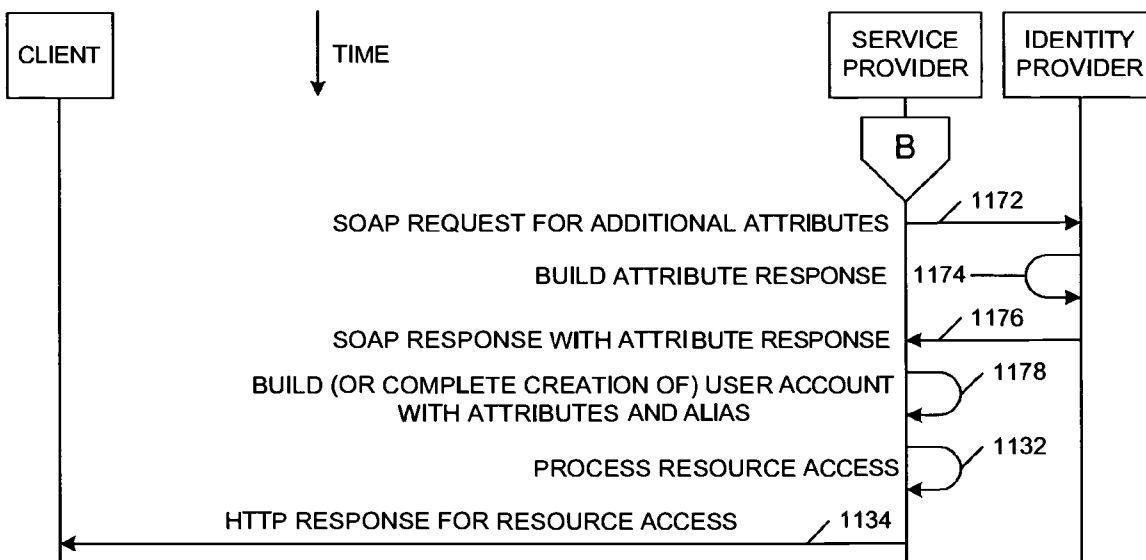 CLIENT
TIME
SERVICE
PROVIDER
IDENTITY
PROVIDER
B
SOAP REQUEST FOR ADDITIONAL ATTRIBUTES
1172
BUILD ATTRIBUTE RESPONSE
1174
SOAP RESPONSE WITH ATTRIBUTE RESPONSE
1176
BUILD (OR COMPLETE CREATION OF) USER ACCOUNT
WITH ATTRIBUTES AND ALIAS
1178
PROCESS RESOURCE ACCESS
1132
HTTP RESPONSE FOR RESOURCE ACCESS
1134